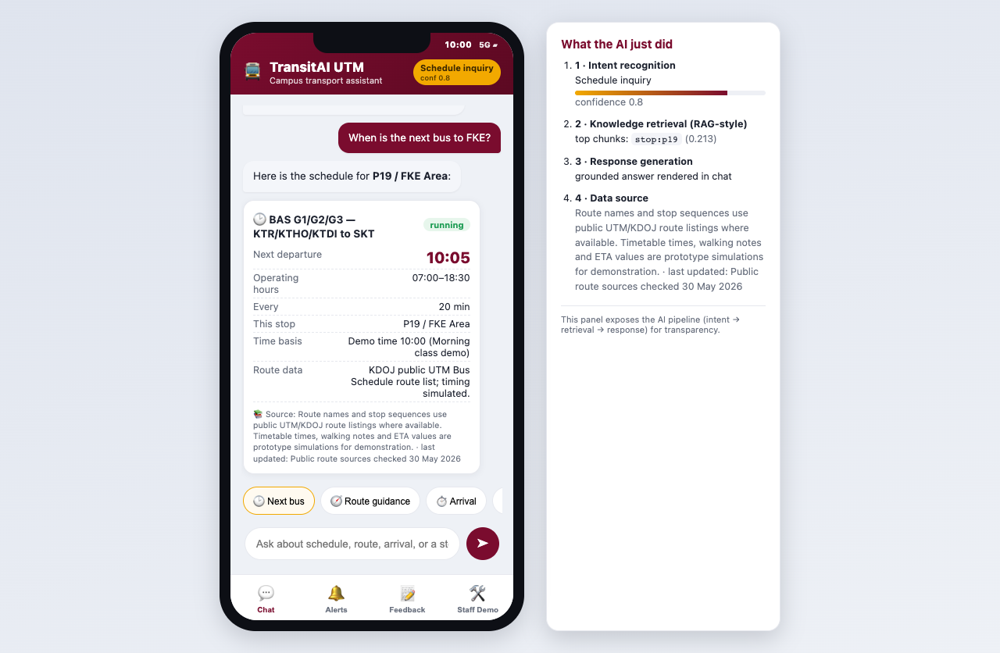 10:00 5G
TransitAI UTM
Campus transport assistant
Schedule inquiry
conf 0.8
When is the next bus to FKE?
Here is the schedule for P19 / FKE Area:
BAS G1/G2/G3 —
KTR/KTHO/KTDI to SKT
running
Next departure 10:05
Operating
hours
07:00–18:30
Every 20 min
This stop P19 / FKE Area
Time basis Demo time 10:00 (Morning
class demo)
Route data KDOJ public UTM Bus
Schedule route list; timing
simulated.
Source: Route names and stop sequences use
public UTM/KDOJ route listings where available.
Timetable times, walking notes and ETA values are
prototype simulations for demonstration. · last
updated: Public route sources checked 30 May 2026
Next bus
Route guidance
Arrival
Ask about schedule, route, arrival, or a st
Chat
Alerts
Feedback
Staff Demo
What the AI just did
1. 1 · Intent recognition
Schedule inquiry
confidence 0.8
2. 2 · Knowledge retrieval (RAG-style)
top chunks: stop:p19 (0.213)
3. 3 · Response generation
grounded answer rendered in chat
4. 4 · Data source
Route names and stop sequences use
public UTM/KDOJ route listings where
available. Timetable times, walking notes
and ETA values are prototype simulations
for demonstration. · last updated: Public
route sources checked 30 May 2026
This panel exposes the AI pipeline (intent →
retrieval → response) for transparency.